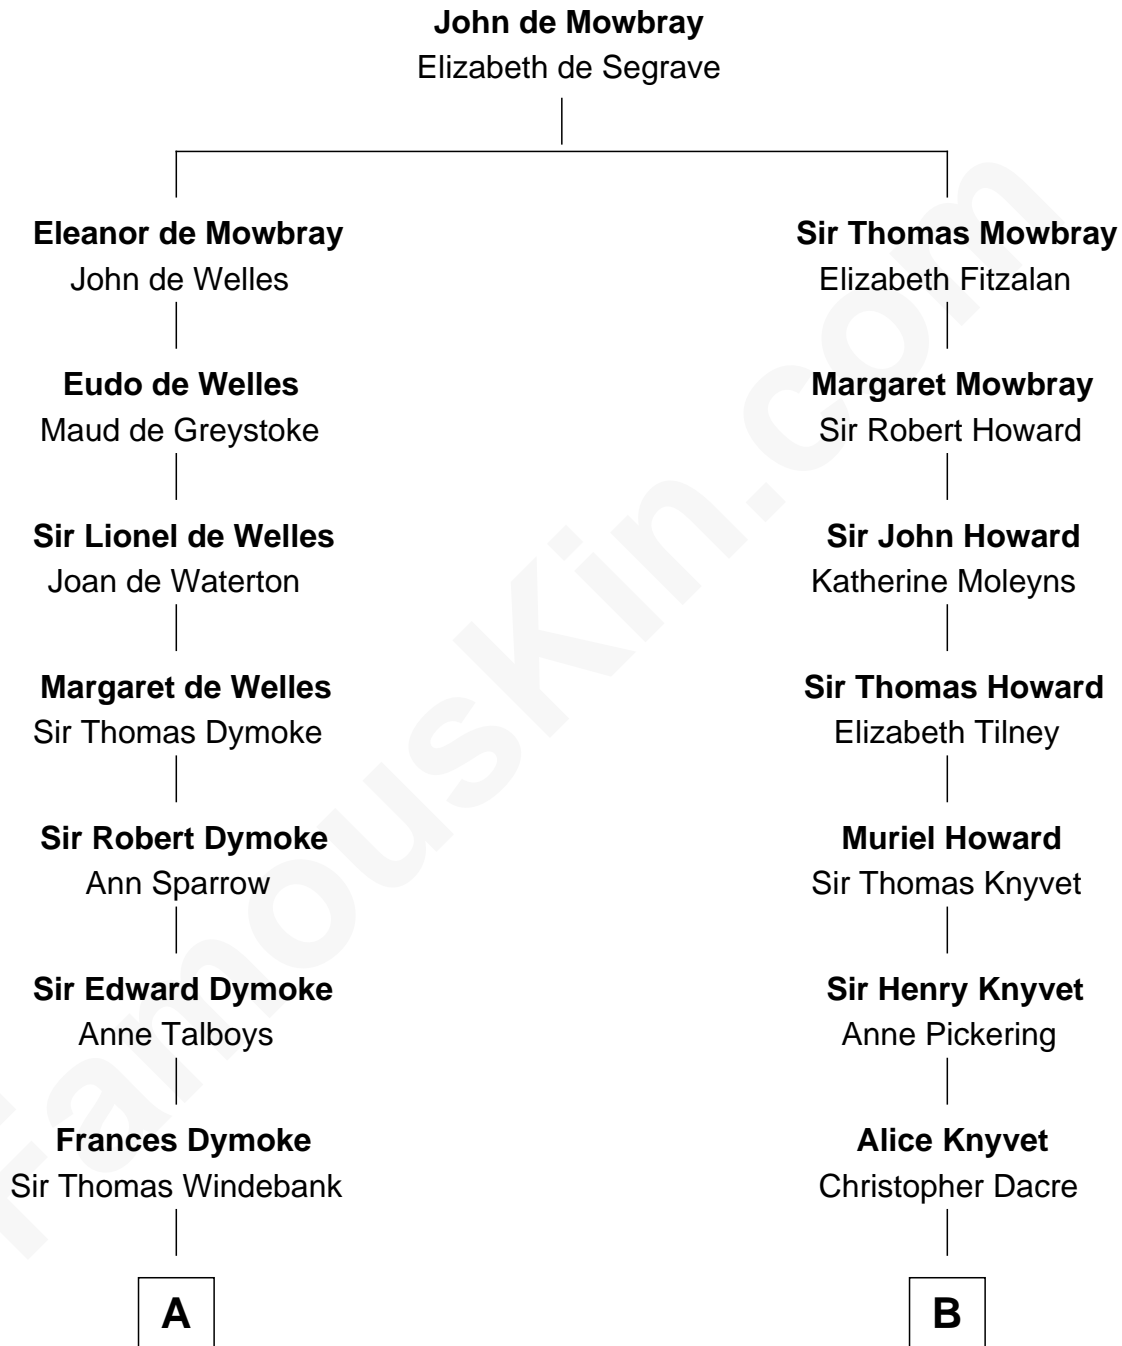 John de Mowbray
Elizabeth de Segrave
Eleanor de Mowbray
John de Welles
Sir Thomas Mowbray
Elizabeth Fitzalan
Eudo de Welles
Maud de Greystoke
Margaret Mowbray
Sir Robert Howard
Sir Lionel de Welles
Joan de Waterton
Sir John Howard
Katherine Moleyns
Margaret de Welles
Sir Thomas Dymoke
Sir Thomas Howard
Elizabeth Tilney
Sir Robert Dymoke
Ann Sparrow
Muriel Howard
Sir Thomas Knyvet
Sir Edward Dymoke
Anne Talboys
Sir Henry Knyvet
Anne Pickering
Frances Dymoke
Sir Thomas Windebank
Alice Knyvet
Christopher Dacre
A
B
FamousKin.com